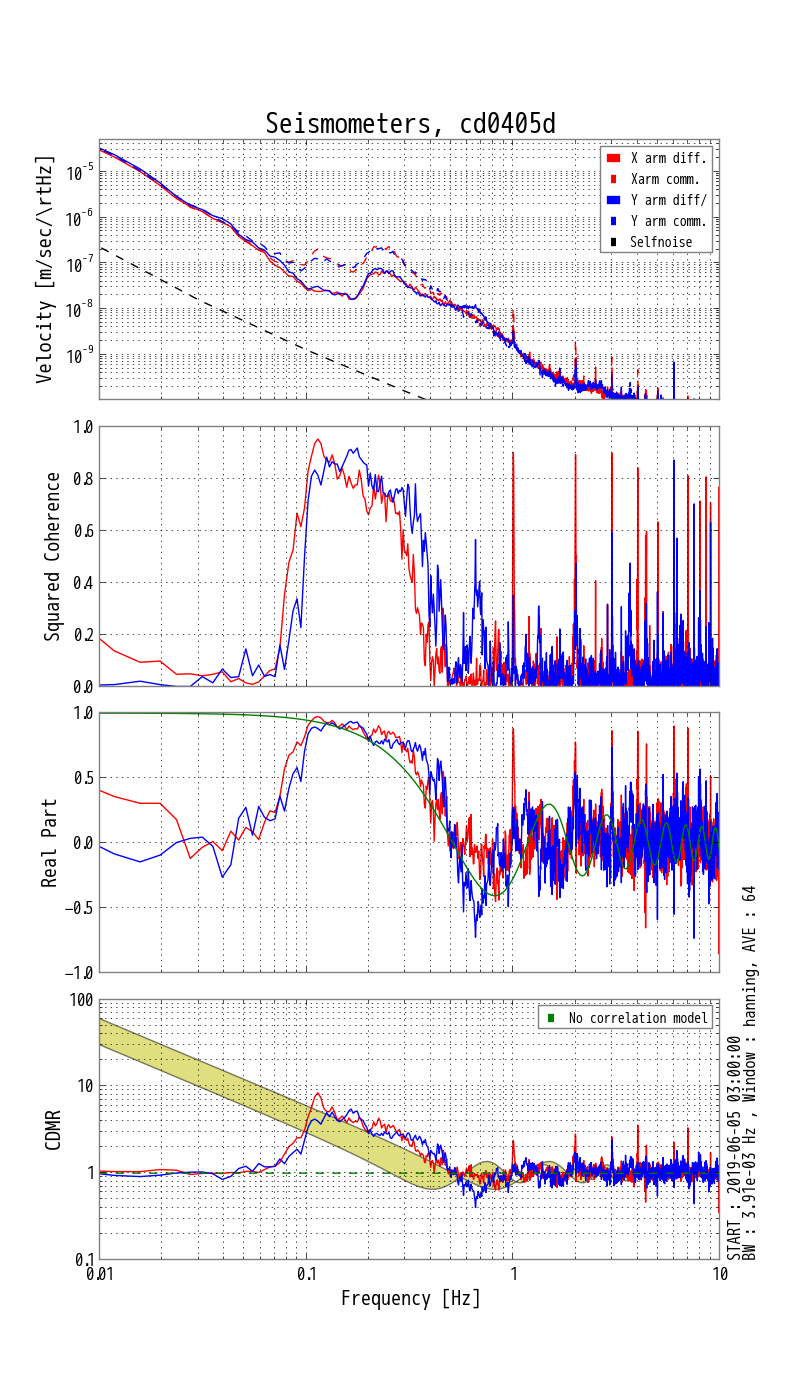 Seismometers, cd0405d
Velocity [m/sec/\rtHz]
10^-5
10^-6
10^-7
10^-8
10^-9
X arm diff.
Xarm comm.
Y arm diff/
Y arm comm.
Selfnoise
Squared Coherence
1.0
0.8
0.6
0.4
0.2
0.0
Real Part
1.0
0.5
0.0
−0.5
−1.0
CDMR
100
10
1
0.1
No correlation model
0.01
0.1
1
10
Frequency [Hz]
START : 2019-06-05 03:00:00
BW : 3.91e-03 Hz , Window : hanning, AVE : 64